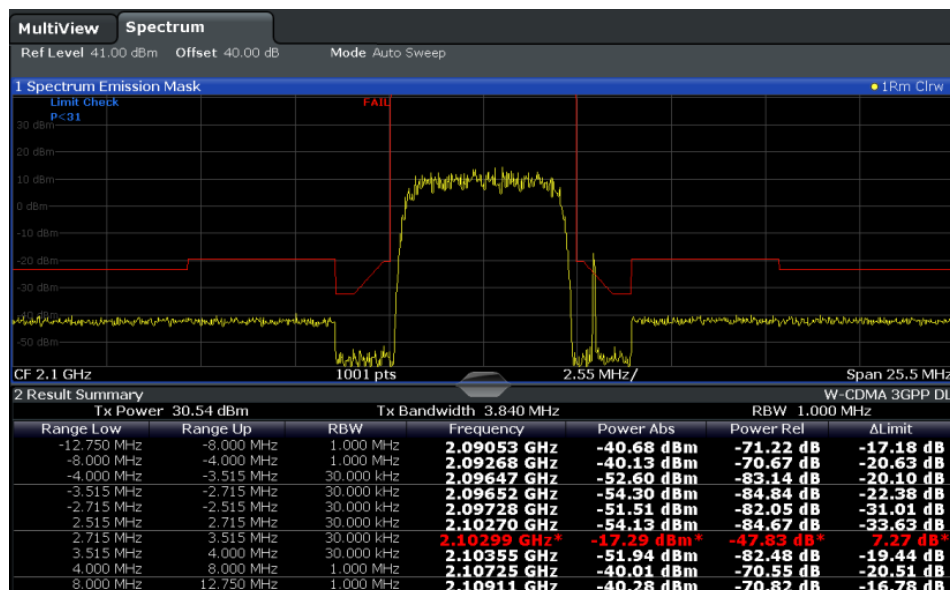 MultiView Spectrum
Ref Level 41.00 dBm Offset 40.00 dB Mode Auto Sweep
1 Spectrum Emission Mask 1Rm Clrw
Limit Check FAIL
P<31
30 dBm
20 dBm
10 dBm
0 dBm
-10 dBm
-20 dBm
-30 dBm
-40 dBm
-50 dBm
CF 2.1 GHz 1001 pts 2.55 MHz/ Span 25.5 MHz
2 Result Summary W-CDMA 3GPP DL
Tx Power 30.54 dBm Tx Bandwidth 3.840 MHz RBW 1.000 MHz
Range Low Range Up RBW Frequency Power Abs Power Rel ΔLimit
-12.750 MHz -8.000 MHz 1.000 MHz 2.09053 GHz -40.68 dBm -71.22 dB -17.18 dB
-8.000 MHz -4.000 MHz 1.000 MHz 2.09268 GHz -40.13 dBm -70.67 dB -20.63 dB
-4.000 MHz -3.515 MHz 30.000 kHz 2.09647 GHz -52.60 dBm -83.14 dB -20.10 dB
-3.515 MHz -2.715 MHz 30.000 kHz 2.09652 GHz -54.30 dBm -84.84 dB -22.38 dB
-2.715 MHz -2.515 MHz 30.000 kHz 2.09728 GHz -51.51 dBm -82.05 dB -31.01 dB
2.515 MHz 2.715 MHz 30.000 kHz 2.10270 GHz -54.13 dBm -84.67 dB -33.63 dB
2.715 MHz 3.515 MHz 30.000 kHz 2.10299 GHz* -17.29 dBm* -47.83 dB* 7.27 dB*
3.515 MHz 4.000 MHz 30.000 kHz 2.10355 GHz -51.94 dBm -82.48 dB -19.44 dB
4.000 MHz 8.000 MHz 1.000 MHz 2.10725 GHz -40.01 dBm -70.55 dB -20.51 dB
8.000 MHz 12.750 MHz 1.000 MHz 2.10911 GHz -40.28 dBm -70.82 dB -16.78 dB